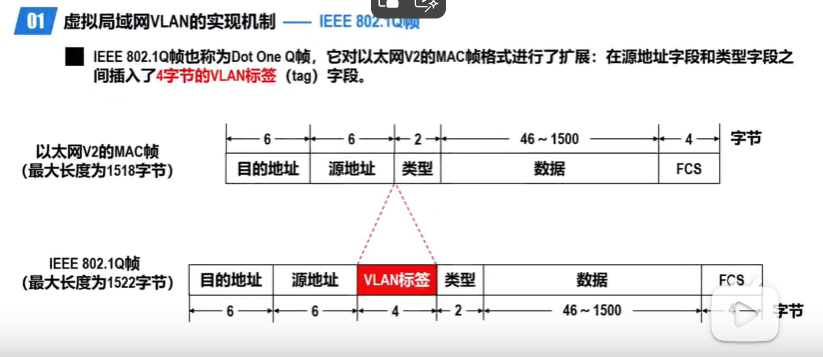 01 虚拟局域网VLAN的实现机制 —— IEEE 802.1Q帧
IEEE 802.1Q帧也称为Dot One Q帧，它对以太网V2的MAC帧格式进行了扩展：在源地址字段和类型字段之
间插入了4字节的VLAN标签（tag）字段。
6 6 2 46～1500 4 字节
以太网V2的MAC帧
（最大长度为1518字节）
目的地址 源地址 类型 数据 FCS
IEEE 802.1Q帧
（最大长度为1522字节）
目的地址 源地址 VLAN标签 类型 数据 FCS
6 6 4 2 46～1500 4 字节